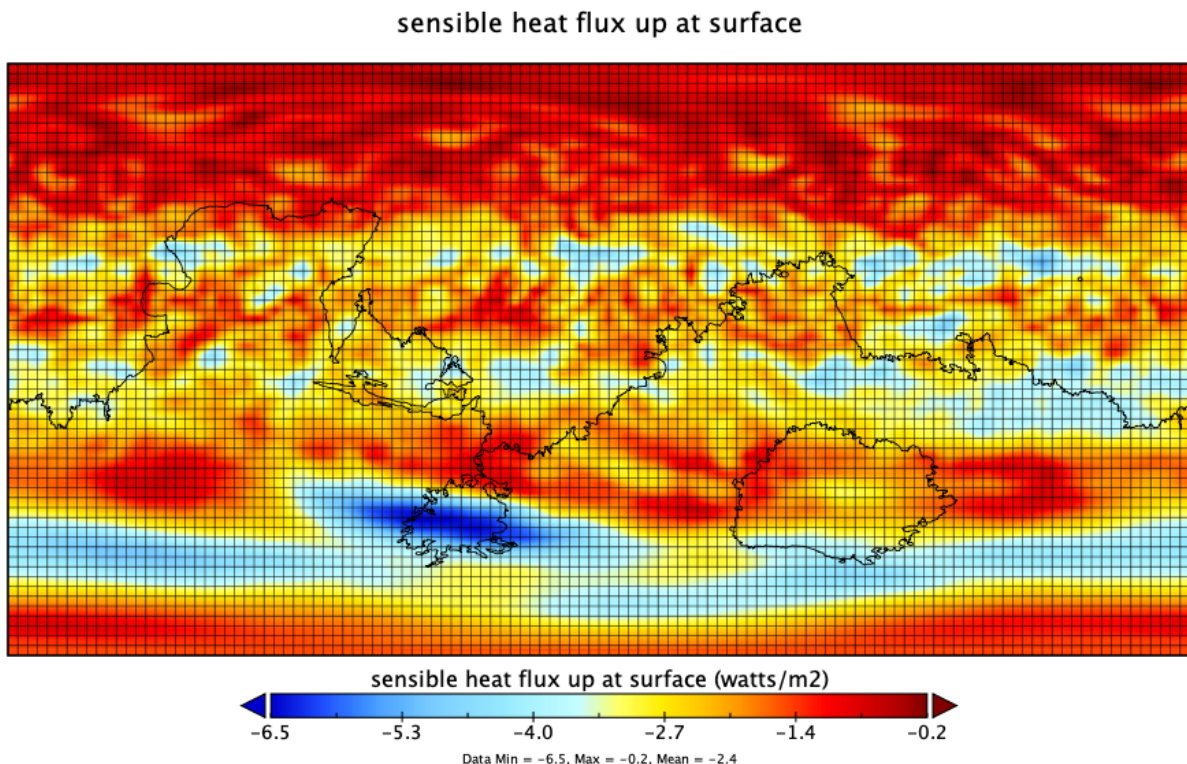 sensible heat flux up at surface
sensible heat flux up at surface (watts/m2)
−6.5 −5.3 −4.0 −2.7 −1.4 −0.2
Data Min = −6.5, Max = −0.2, Mean = −2.4